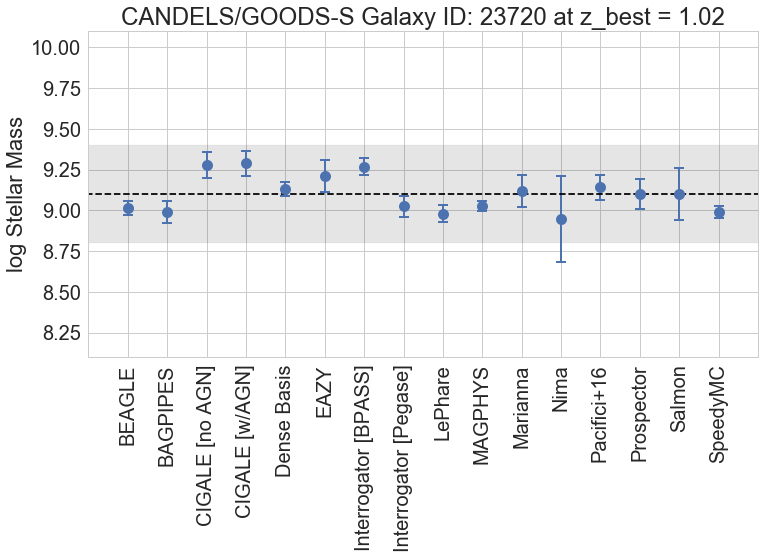 CANDELS/GOODS-S Galaxy ID: 23720 at z_best = 1.02
log Stellar Mass
10.00
9.75
9.50
9.25
9.00
8.75
8.50
8.25
BEAGLE
BAGPIPES
CIGALE [no AGN]
CIGALE [w/AGN]
Dense Basis
EAZY
Interrogator [BPASS]
Interrogator [Pegase]
LePhare
MAGPHYS
Marianna
Nima
Pacifici+16
Prospector
Salmon
SpeedyMC